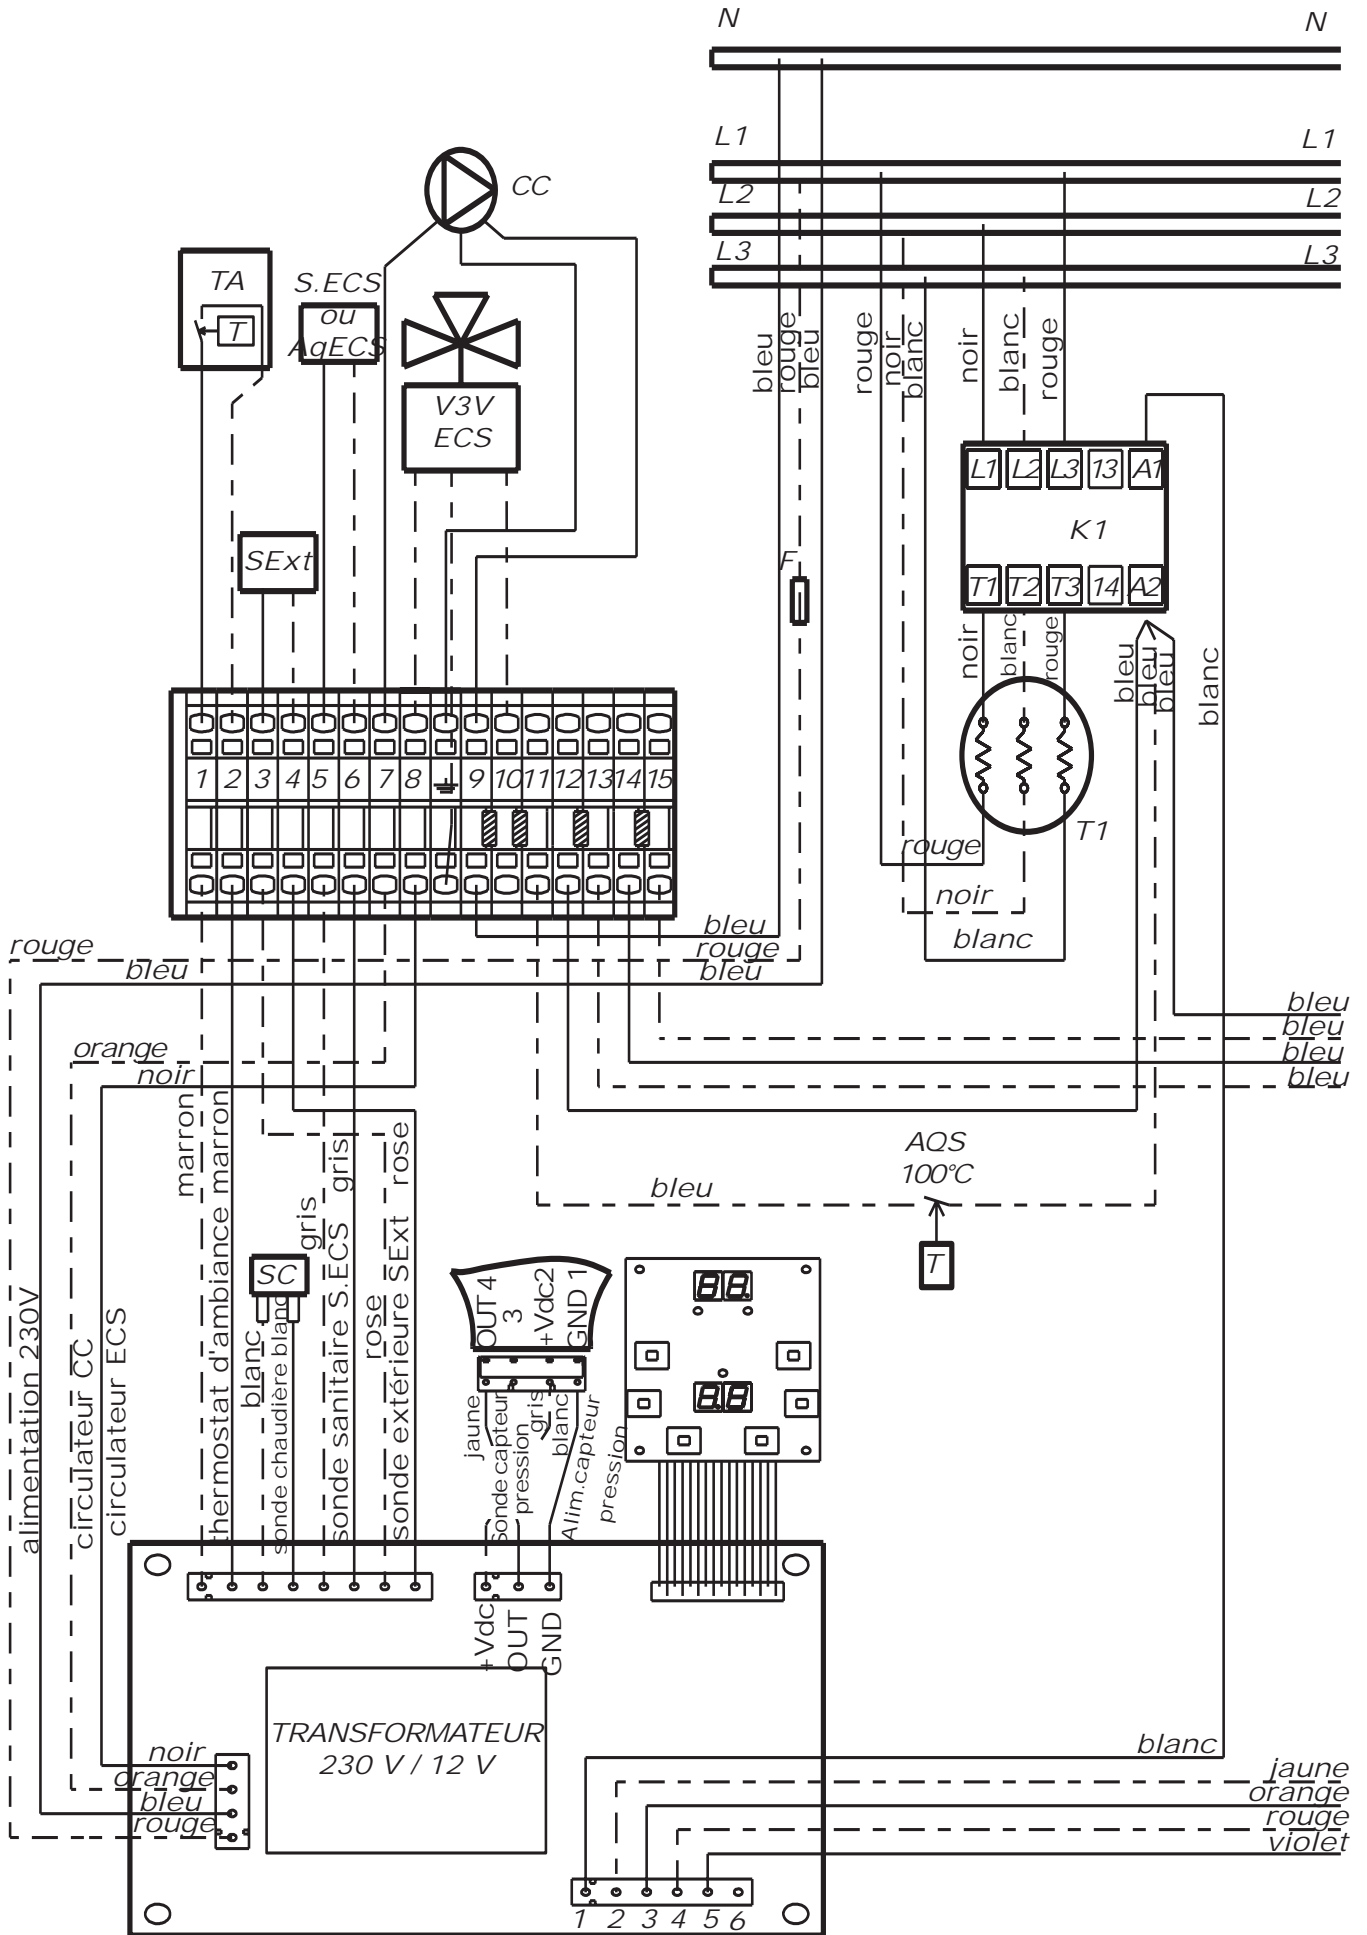 N
N
L1
L1
L2
L2
L3
L3
CC
TA
T
S.ECS
ou
AqECS
V3V
ECS
SExt
bleu
rouge
bleu
rouge
noir
blanc
noir
blanc
rouge
L1 L2 L3 13 A1
K1
T1 T2 T3 14 A2
F
noir
blanc
rouge
bleu
bleu
bleu
blanc
1 2 3 4 5 6 7 8 9 10 11 12 13 14 15
T1
rouge
noir
blanc
bleu
rouge
rouge
bleu
bleu
bleu
bleu
bleu
bleu
orange
noir
AQS
100°C
bleu
T
marron
thermostat d'ambiance marron
blanc
sonde chaudière blanc
SC
gris
sonde sanitaire S.ECS gris
rose
sonde extérieure SExt rose
alimentation 230V
circulateur CC
circulateur ECS
OUT 4
3
+Vdc2
GND 1
jaune
Sonde capteur
pression
gris
blanc
Alim.capteur
pression
88.
88.
+Vdc
OUT
GND
TRANSFORMATEUR
230 V / 12 V
noir
orange
bleu
rouge
blanc
jaune
orange
rouge
violet
1 2 3 4 5 6